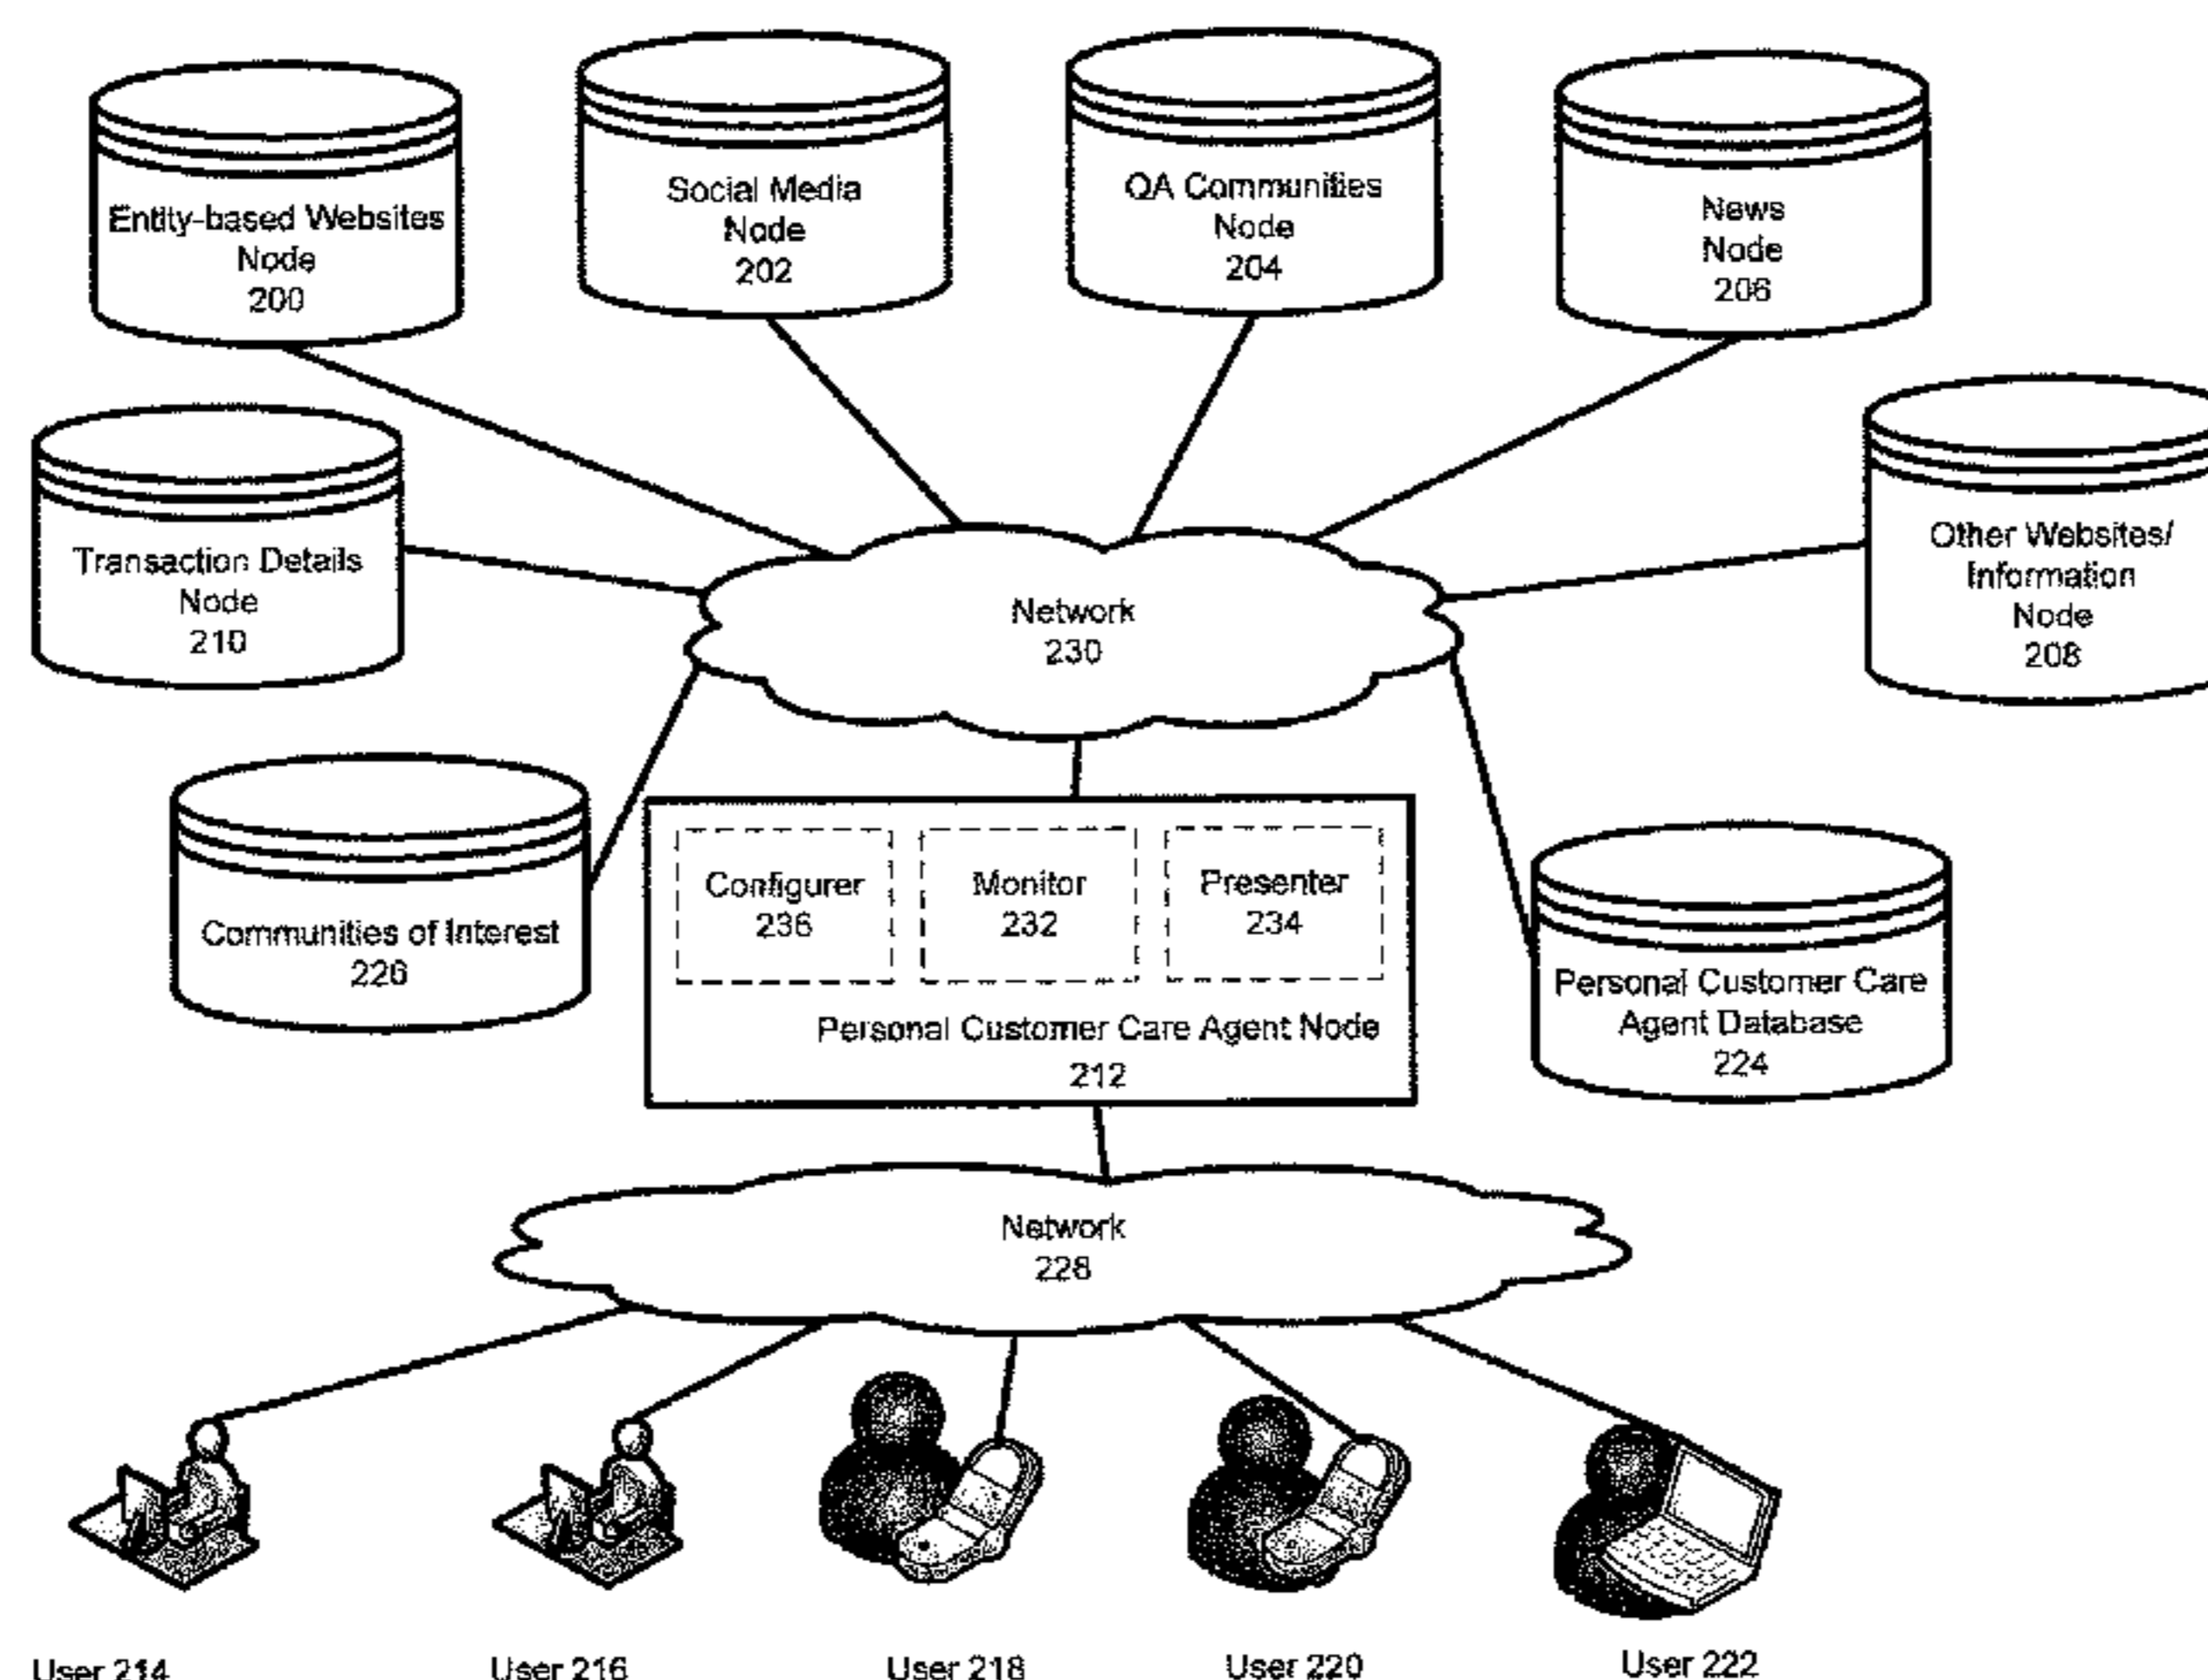 Entity-based Websites
Node
200
Social Media
Node
202
QA Communities
Node
204
News
Node
206
Transaction Details
Node
210
Network
230
Other Websites/
Information
Node
208
Communities of Interest
226
Configurer
236
Monitor
232
Presenter
234
Personal Customer Care Agent Node
212
Personal Customer Care
Agent Database
224
Network
228
User 214
User 216
User 218
User 220
User 222